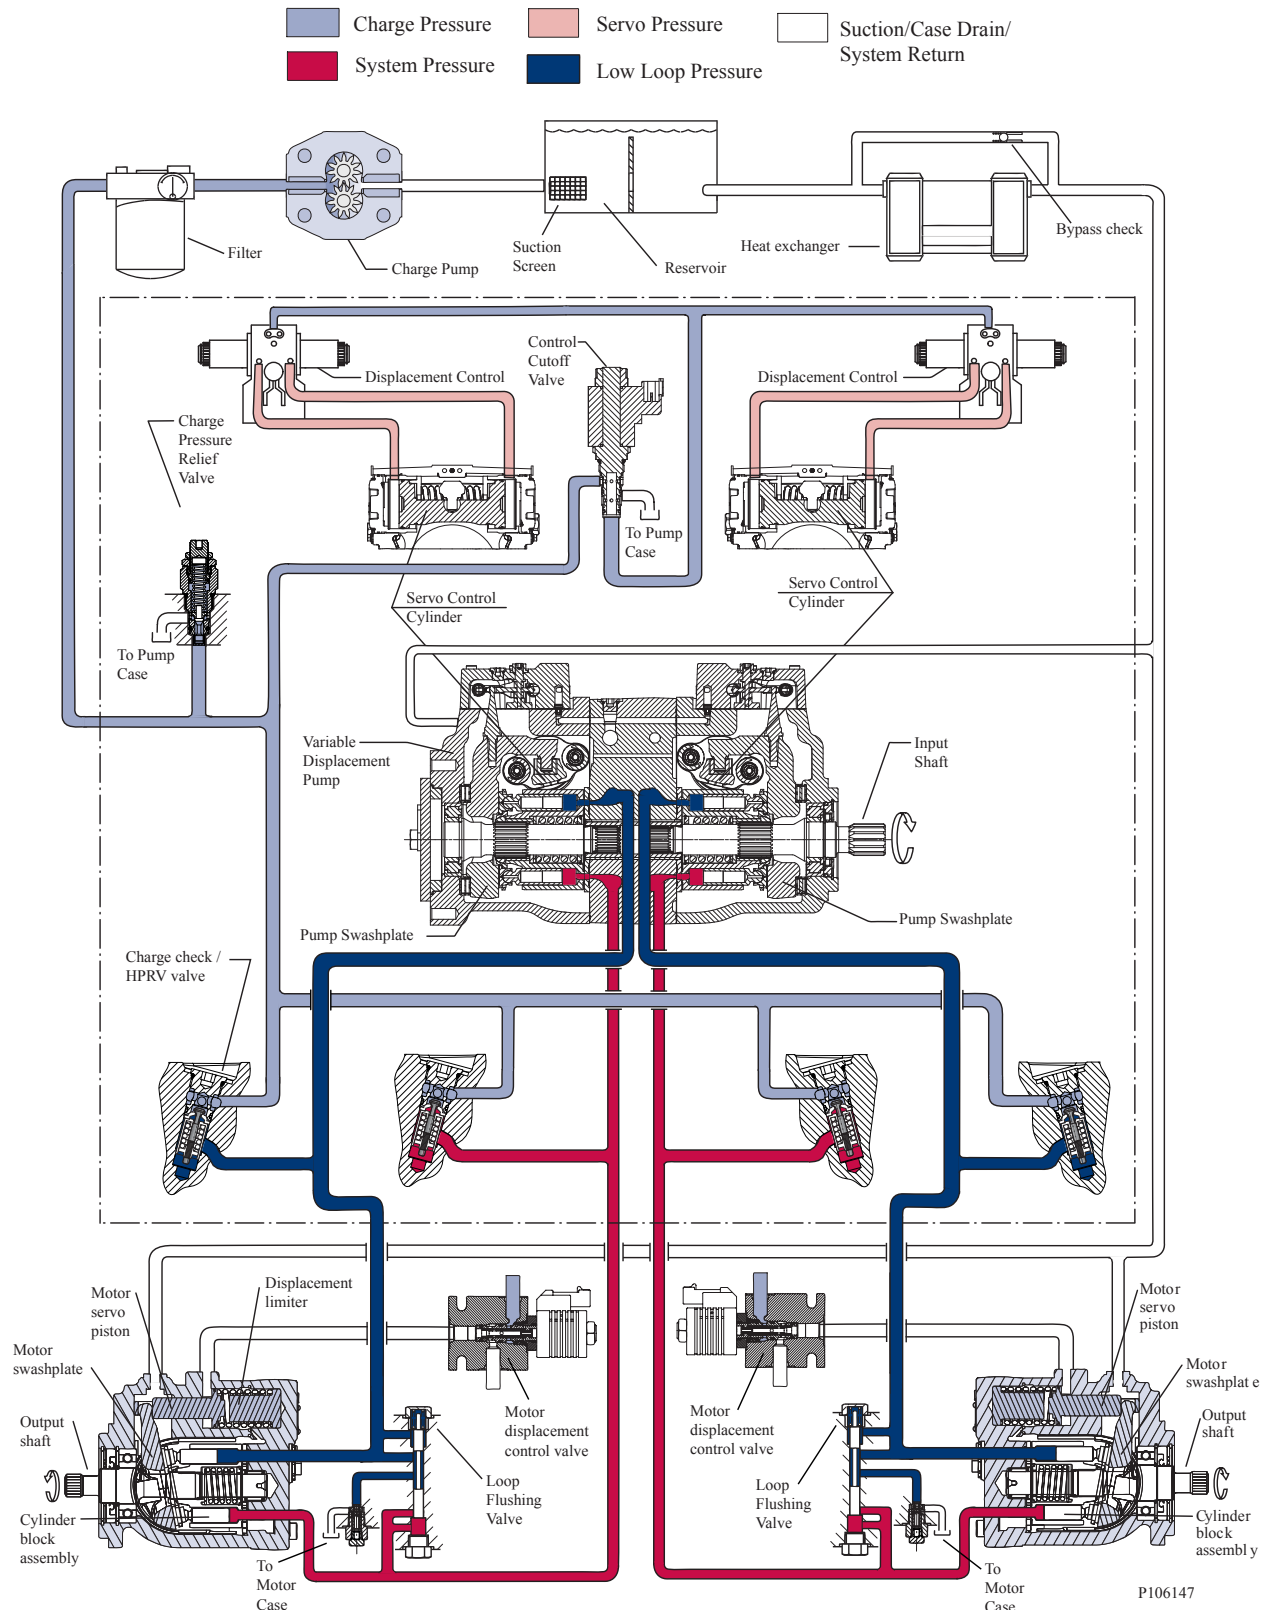 Charge Pressure
Servo Pressure
Suction/Case Drain/
System Return
System Pressure
Low Loop Pressure
Filter
Charge Pump
Suction
Screen
Reservoir
Heat exchanger
Bypass check
Control
Cutoff
Valve
Displacement Control
Displacement Control
Charge
Pressure
Relief
Valve
To Pump
Case
Servo Control
Cylinder
Servo Control
Cylinder
To Pump
Case
Variable
Displacement
Pump
Input
Shaft
Pump Swashplate
Pump Swashplate
Charge check /
HPRV valve
Motor
servo
piston
Displacement
limiter
Motor
swashplate
Output
shaft
Cylinder
block
assembly
To
Motor
Case
Motor
displacement
control valve
Loop
Flushing
Valve
Motor
displacement
control valve
Loop
Flushing
Valve
Motor
servo
piston
Motor
swashplat e
Output
shaft
Cylinder
block
assembl y
To
Motor
Case
P106147